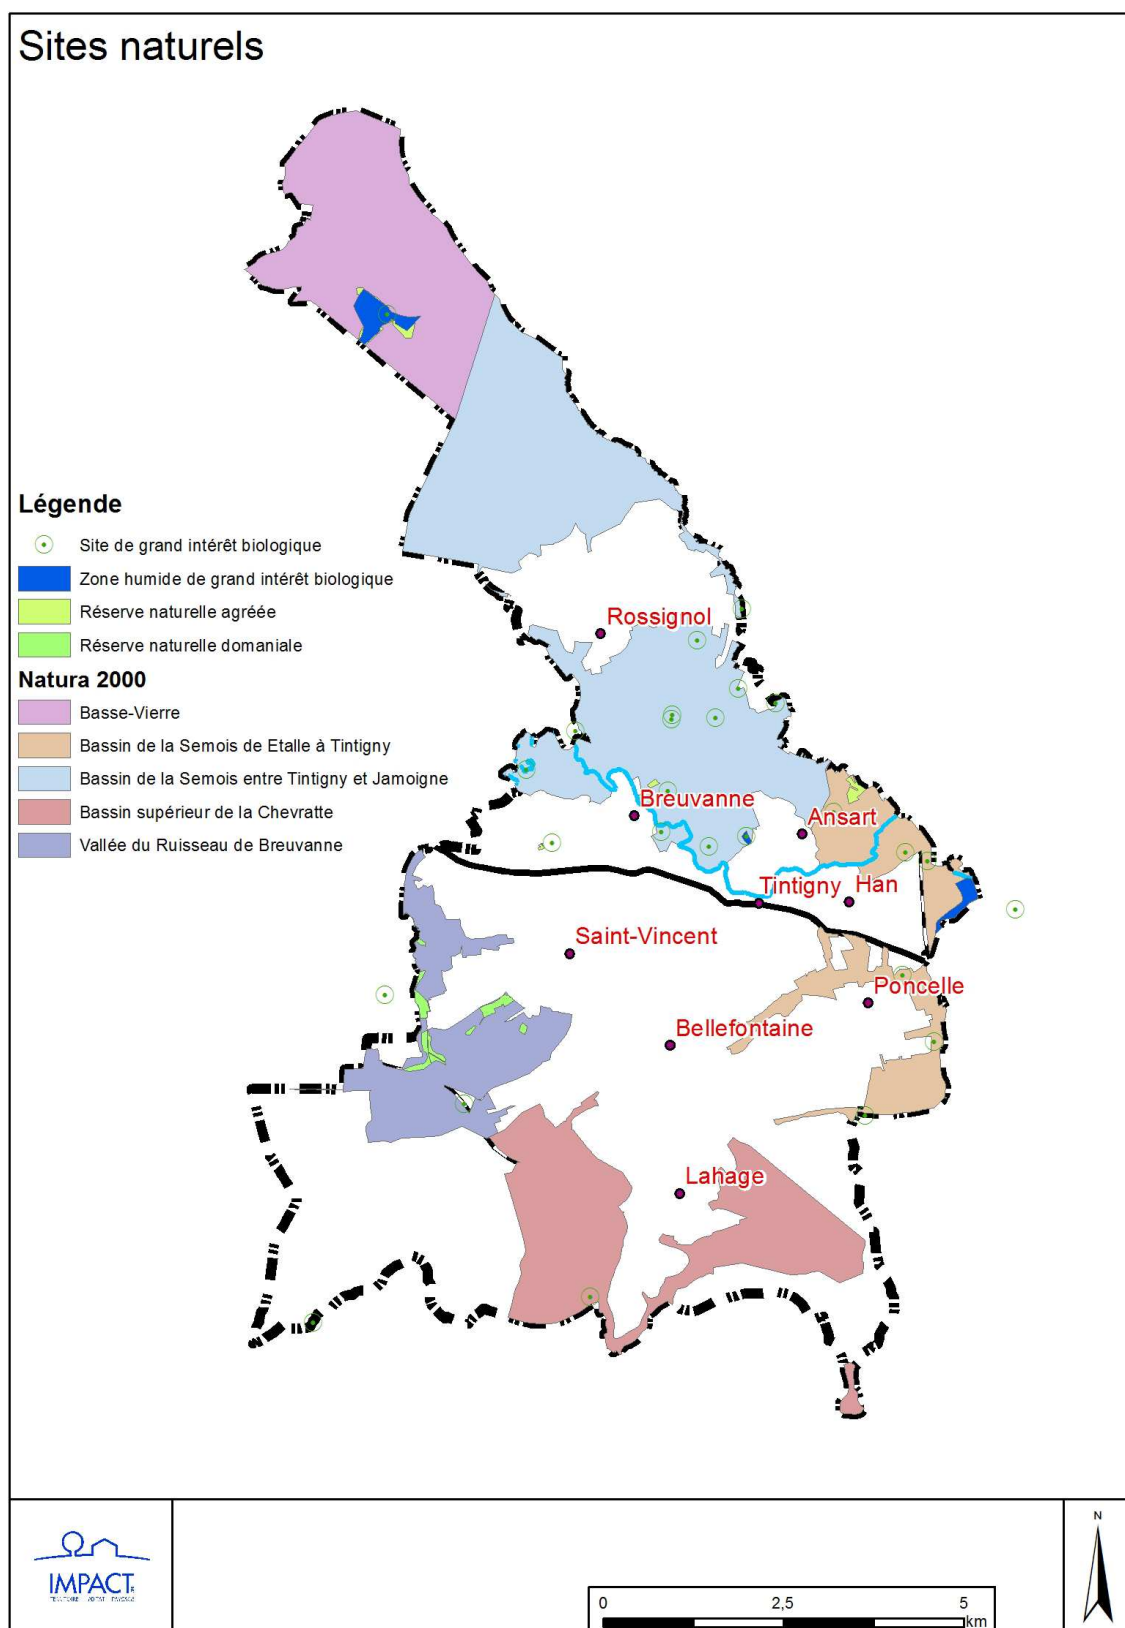 Sites naturels
Légende
Site de grand intérêt biologique
Zone humide de grand intérêt biologique
Réserve naturelle agréée
Réserve naturelle domaniale
Natura 2000
Basse-Vierre
Bassin de la Semois de Etalle à Tintigny
Bassin de la Semois entre Tintigny et Jamoigne
Bassin supérieur de la Chevratte
Vallée du Ruisseau de Breuvanne
Rossignol
Breuvanne
Ansart
Tintigny
Han
Saint-Vincent
Poncelle
Bellefontaine
Lahage
IMPACT
N
0
2,5
5
km